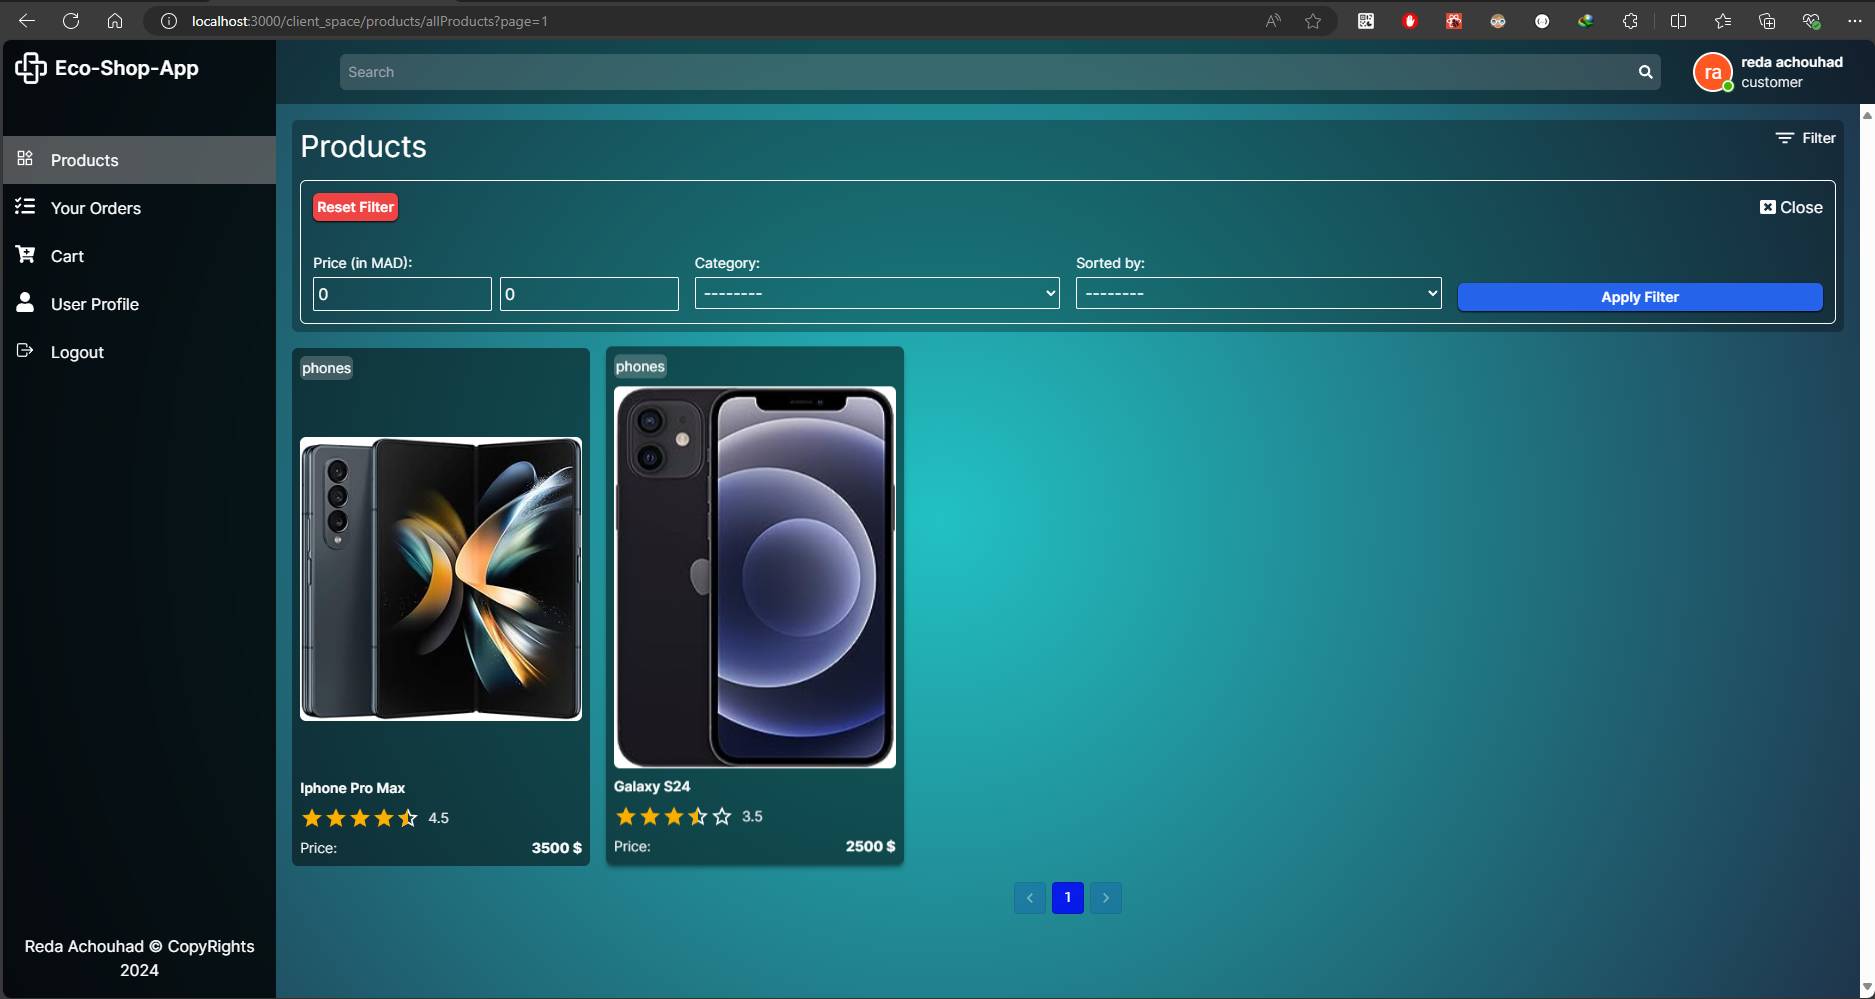 localhost:3000/client_space/products/allProducts?page=1
Eco-Shop-App
Search
ra
reda achouhad
customer
Products
Your Orders
Cart
User Profile
Logout
Products
Filter
Reset Filter
Close
Price (in MAD):
Category:
Sorted by:
0
0
--------
--------
Apply Filter
phones
Iphone Pro Max
4.5
Price:
3500 $
phones
Galaxy S24
3.5
Price:
2500 $
1
Reda Achouhad © CopyRights
2024